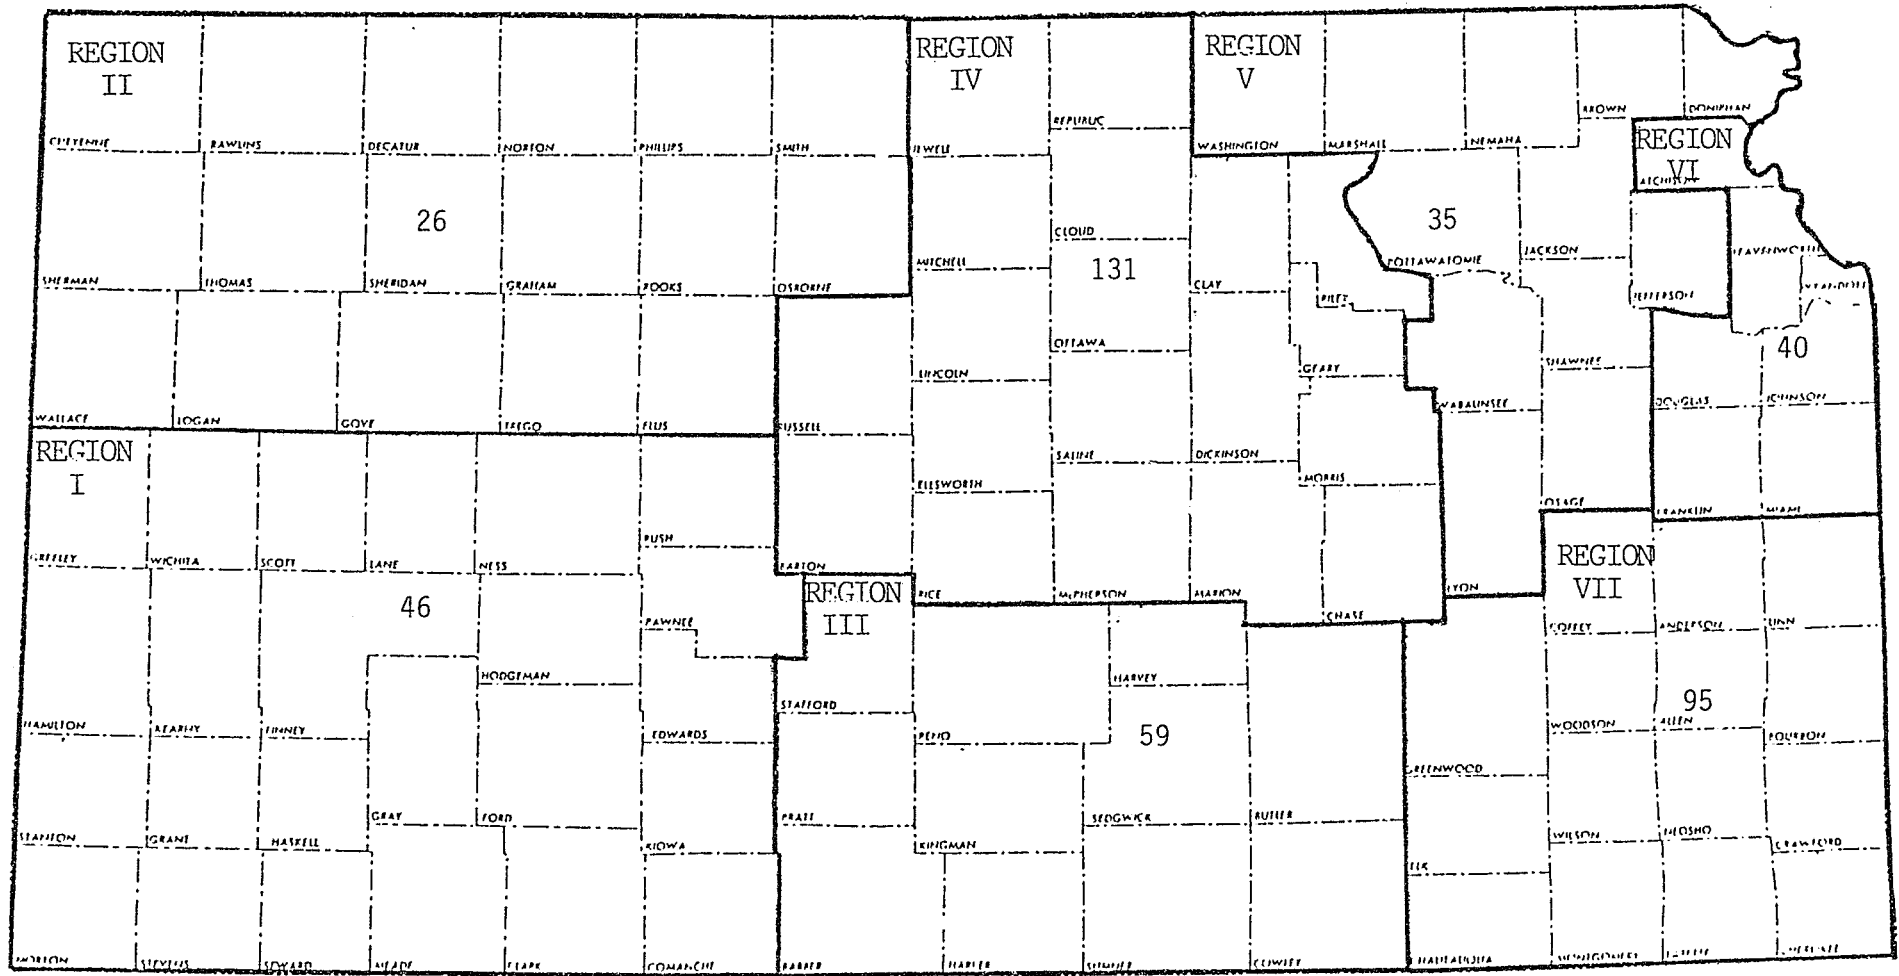 REGION
II
REGION
IV
REGION
V
BROWN
DONIPHAN
REPUBLIC
REGION
VI
CHEYENNE
RAWLINS
DECATUR
NORTON
PHILLIPS
SMITH
JEWELL
WASHINGTON
MARSHALL
NEMAHA
ATCHISON
26
35
CLOUD
JACKSON
LEAVENWORTH
MITCHELL
131
POTTAWATOMIE
SHERMAN
THOMAS
SHERIDAN
GRAHAM
ROOKS
OSBORNE
CLAY
RILEY
JEFFERSON
WYANDOTTE
OTTAWA
40
LINCOLN
GEARY
SHAWNEE
WABAUNSEE
DOUGLAS
JOHNSON
WALLACE
LOGAN
GOVE
TREGO
ELLIS
RUSSELL
REGION
I
SALINE
DICKINSON
ELLSWORTH
MORRIS
OSAGE
FRANKLIN
MIAMI
RUSH
GREELEY
WICHITA
SCOTT
LANE
NESS
BARTON
REGION
VII
REGION
III
RICE
McPHERSON
MARION
LYON
46
PAWNEE
CHASE
COFFEY
ANDERSON
LINN
HODGEMAN
HARVEY
STAFFORD
95
HAMILTON
KEARNY
FINNEY
EDWARDS
RENO
59
WOODSON
ALLEN
BOURBON
GREENWOOD
GRAY
FORD
PRATT
SEDGWICK
BUTLER
STANTON
GRANT
HASKELL
KIOWA
KINGMAN
WILSON
NEOSHO
CRAWFORD
ELK
MORTON
STEVENS
SEWARD
MEADE
CLARK
COMANCHE
BARBER
HARPER
SUMNER
COWLEY
CHAUTAUQUA
MONTGOMERY
LABETTE
CHEROKEE